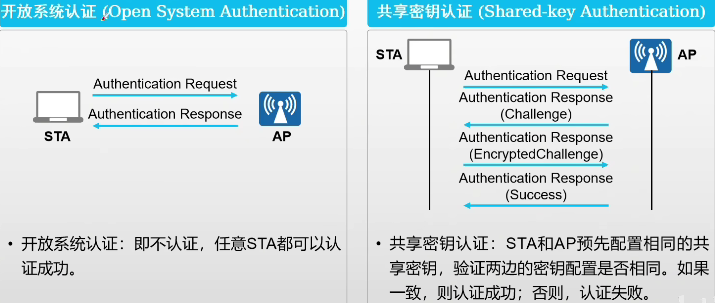 开放系统认证 (Open System Authentication)
Authentication Request
Authentication Response
STA
AP
• 开放系统认证：即不认证，任意STA都可以认
证成功。
共享密钥认证 (Shared-key Authentication)
STA
AP
Authentication Request
Authentication Response
(Challenge)
Authentication Response
(EncryptedChallenge)
Authentication Response
(Success)
• 共享密钥认证：STA和AP预先配置相同的共
享密钥，验证两边的密钥配置是否相同。如果
一致，则认证成功；否则，认证失败。